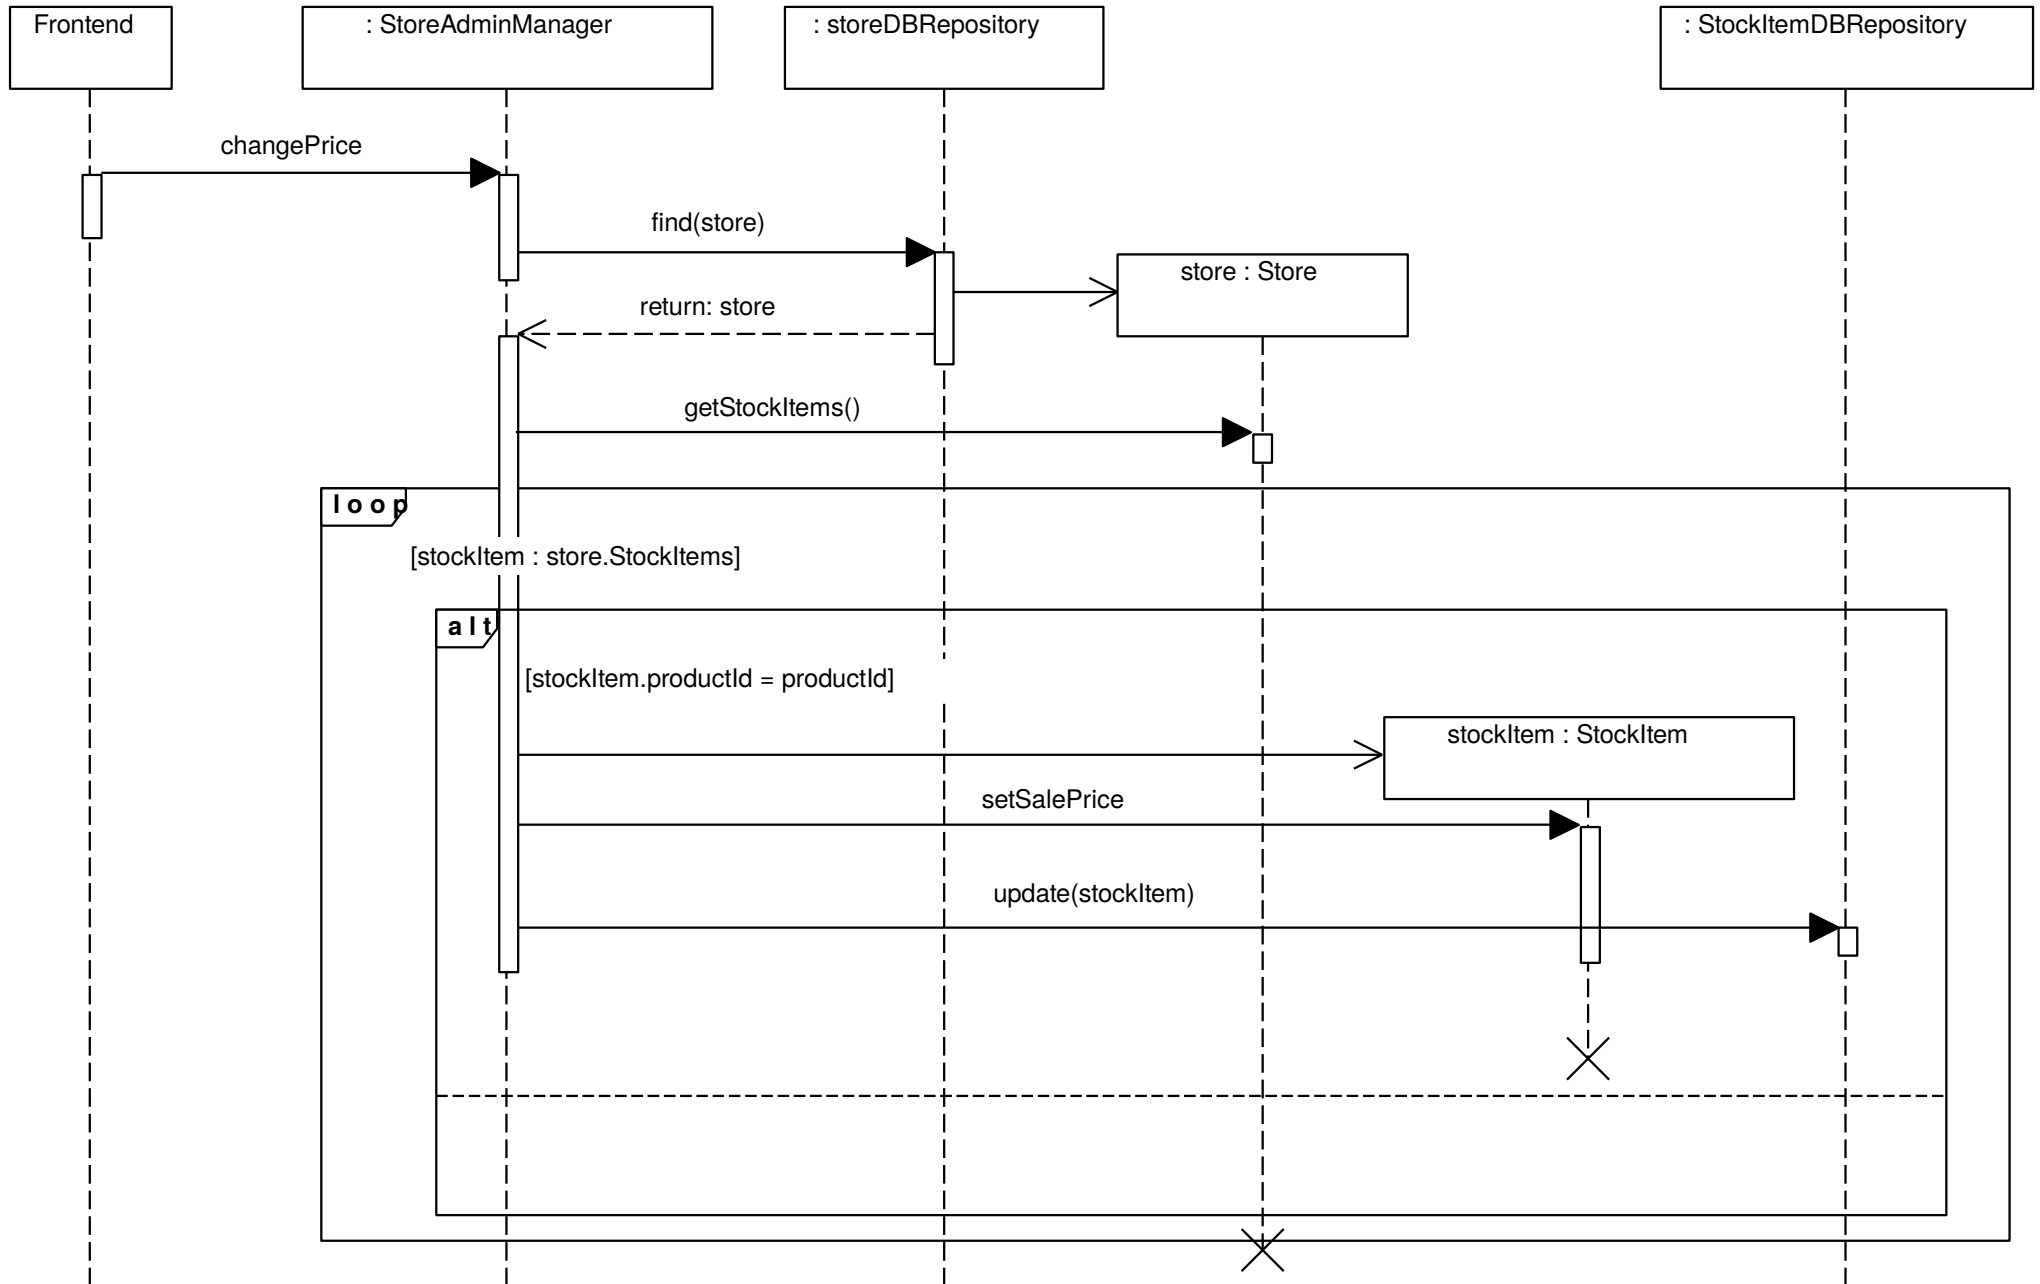 Frontend
: StoreAdminManager
: storeDBRepository
: StockItemDBRepository
changePrice
find(store)
store : Store
return: store
getStockItems()
loop
[stockItem : store.StockItems]
alt
[stockItem.productId = productId]
stockItem : StockItem
setSalePrice
update(stockItem)